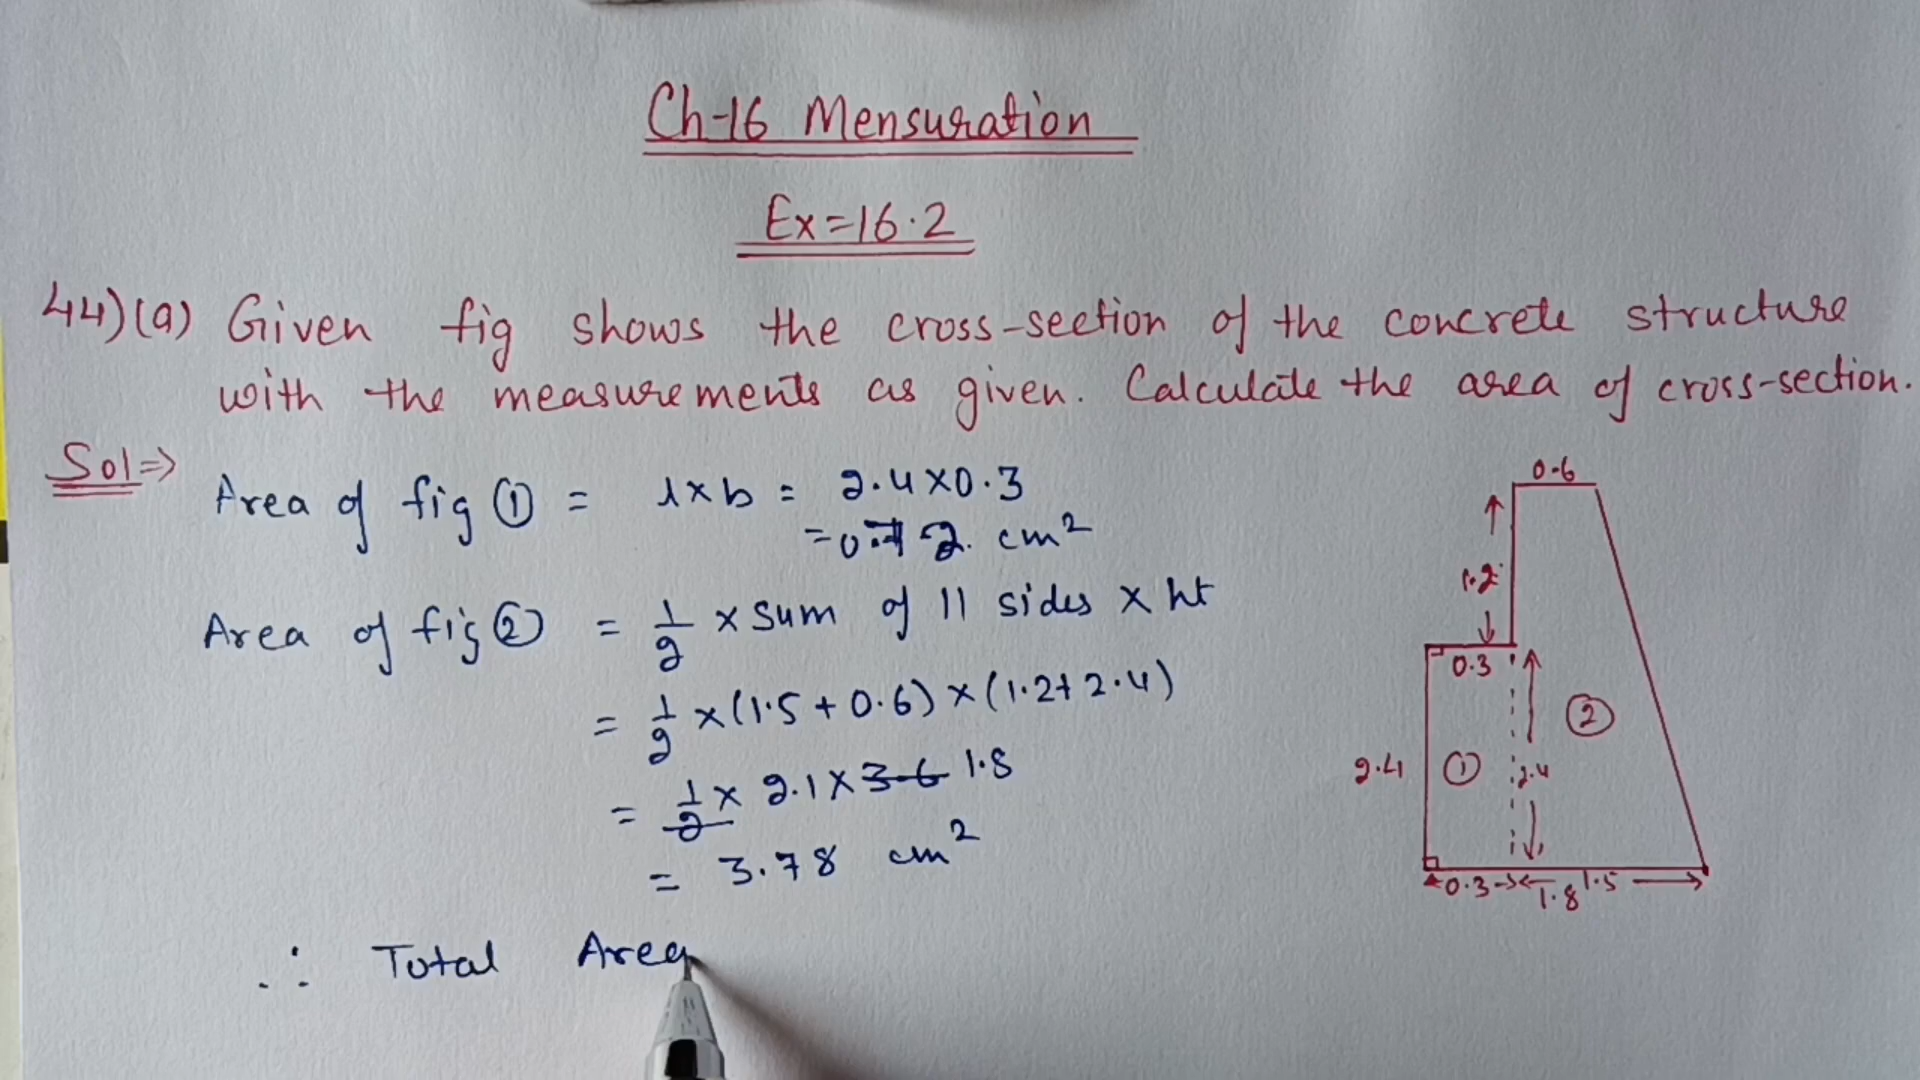 Ch-16 Mensuration
Ex=16.2
44)(a) Given fig shows the cross-section of the concrete structure
with the measurements as given. Calculate the area of cross-section.
Sol⇒
Area of fig ① = l×b = 2.4×0.3
=0.72 cm²
Area of fig ② = 1/2 × sum of 11 sides × ht
= 1/2 ×(1.5+0.6)×(1.2+2.4)
= 1/2 × 2.1×3.6 1.8
= 3.78 cm²
∴ Total Area
0.6
1.2
0.3
②
2.4
①
2.4
0.3
1.5
1.8